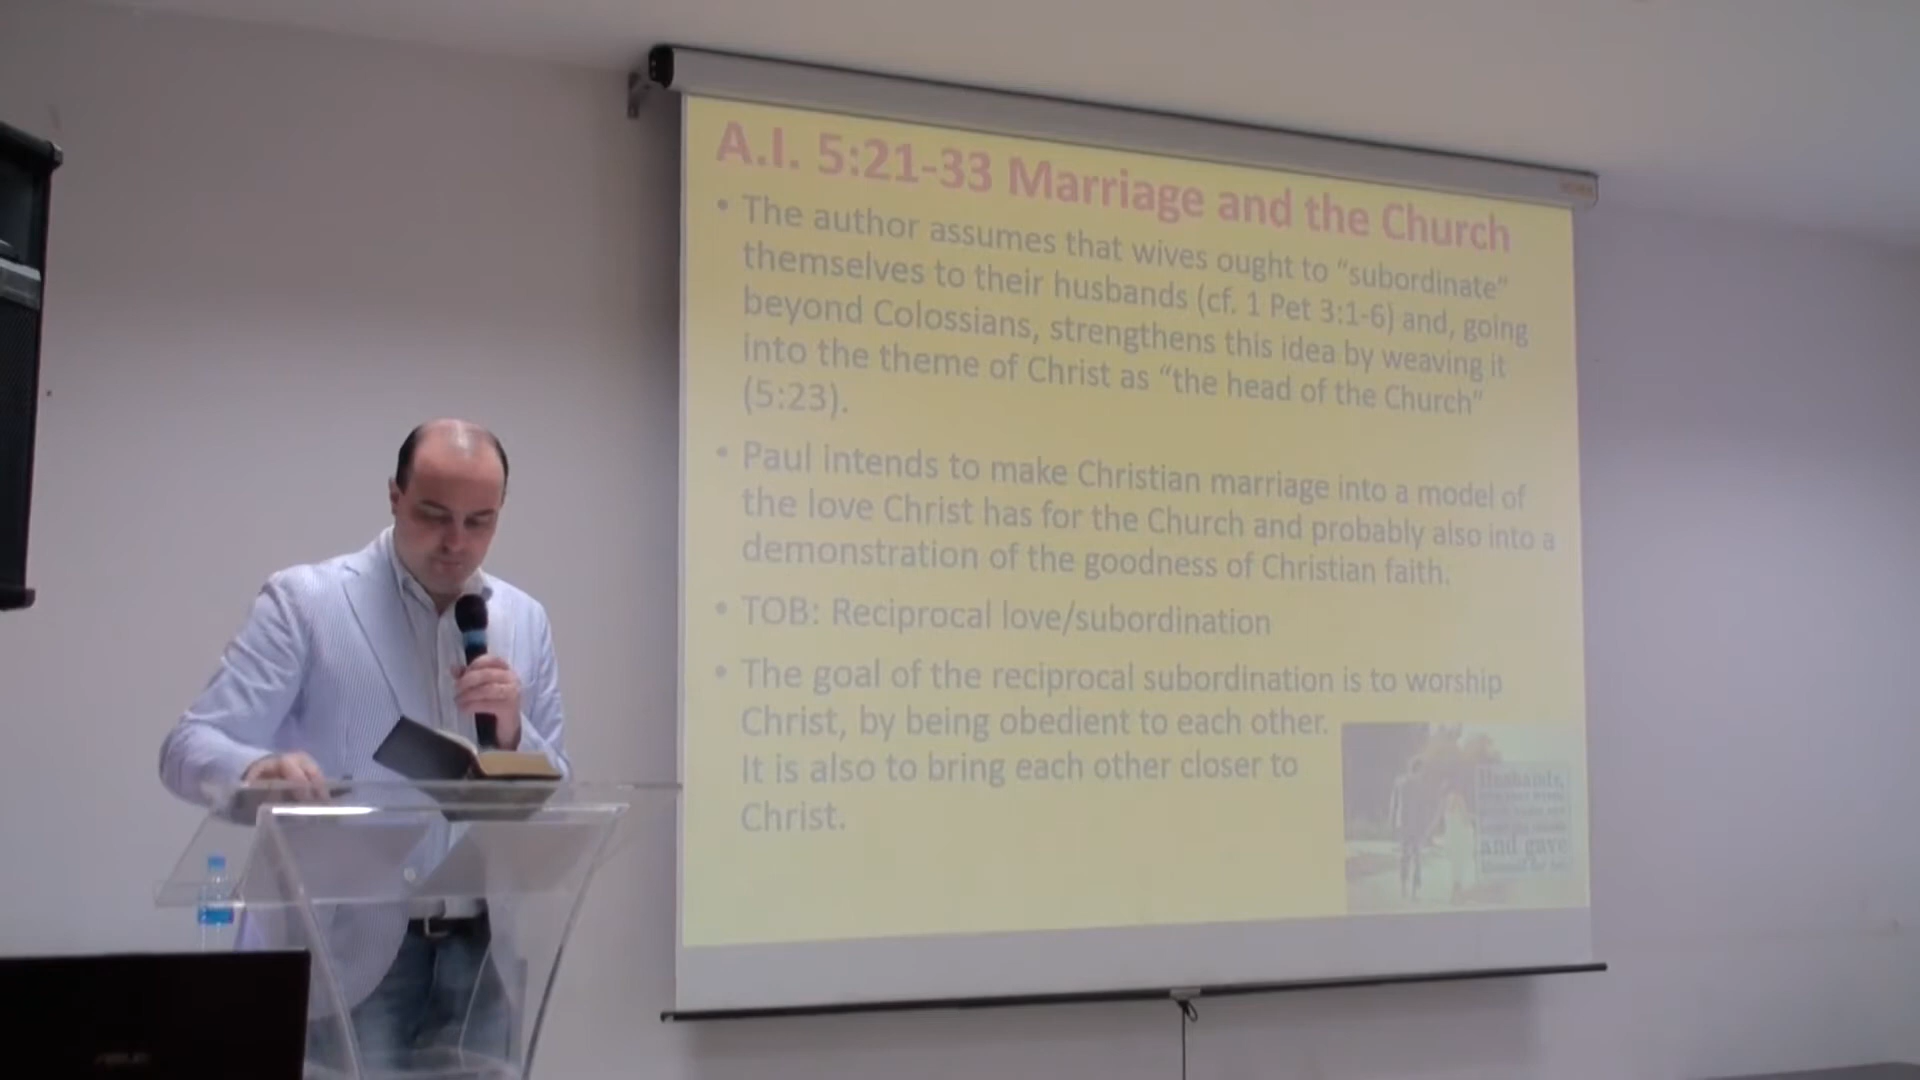 A.I. 5:21-33 Marriage and the Church
• The author assumes that wives ought to “subordinate”
themselves to their husbands (cf. 1 Pet 3:1-6) and, going
beyond Colossians, strengthens this idea by weaving it
into the theme of Christ as “the head of the Church”
(5:23).
• Paul intends to make Christian marriage into a model of
the love Christ has for the Church and probably also into a
demonstration of the goodness of Christian faith.
• TOB: Reciprocal love/subordination
• The goal of the reciprocal subordination is to worship
Christ, by being obedient to each other.
It is also to bring each other closer to
Christ.
Husbands,
and gave
ASUS